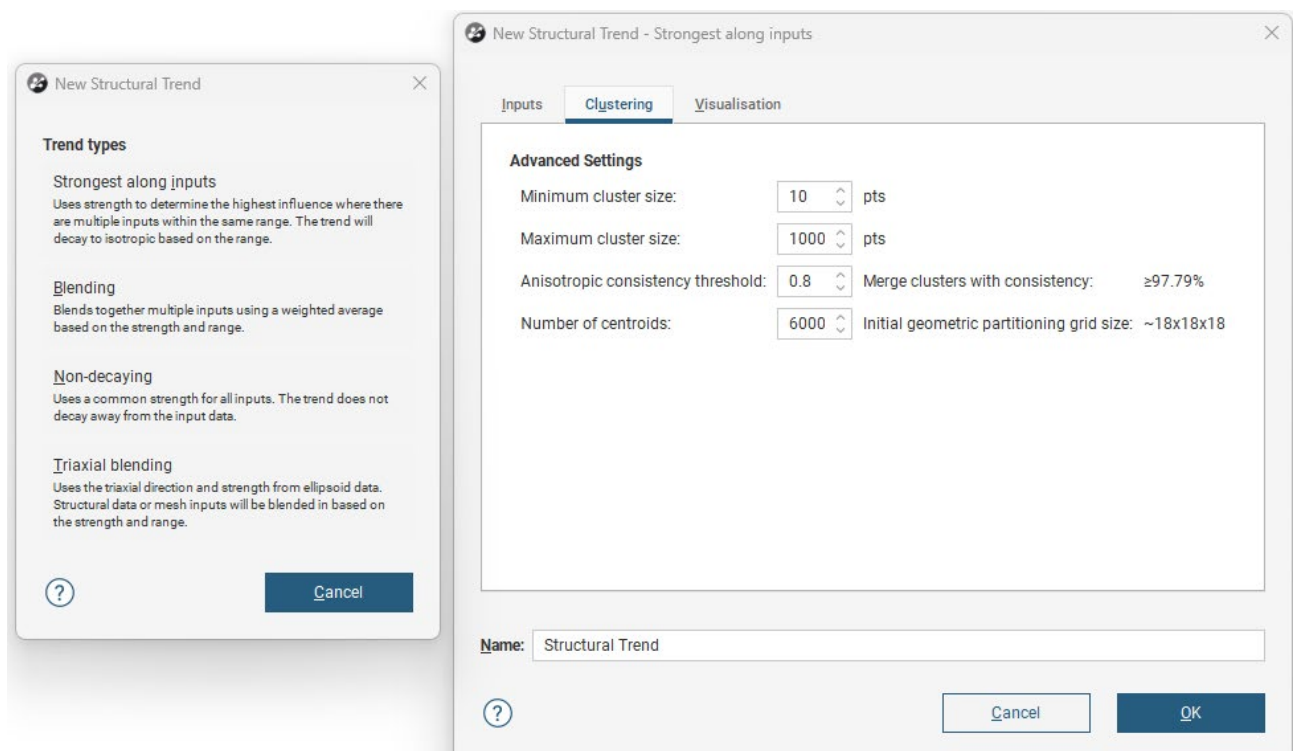 New Structural Trend
Trend types
Strongest along inputs
Uses strength to determine the highest influence where there
are multiple inputs within the same range. The trend will
decay to isotropic based on the range.
Blending
Blends together multiple inputs using a weighted average
based on the strength and range.
Non-decaying
Uses a common strength for all inputs. The trend does not
decay away from the input data.
Triaxial blending
Uses the triaxial direction and strength from ellipsoid data.
Structural data or mesh inputs will be blended in based on
the strength and range.
?
Cancel
New Structural Trend - Strongest along inputs
Inputs Clustering Visualisation
Advanced Settings
Minimum cluster size: 10 pts
Maximum cluster size: 1000 pts
Anisotropic consistency threshold: 0.8 Merge clusters with consistency: ≥97.79%
Number of centroids: 6000 Initial geometric partitioning grid size: ~18x18x18
Name: Structural Trend
?
Cancel OK